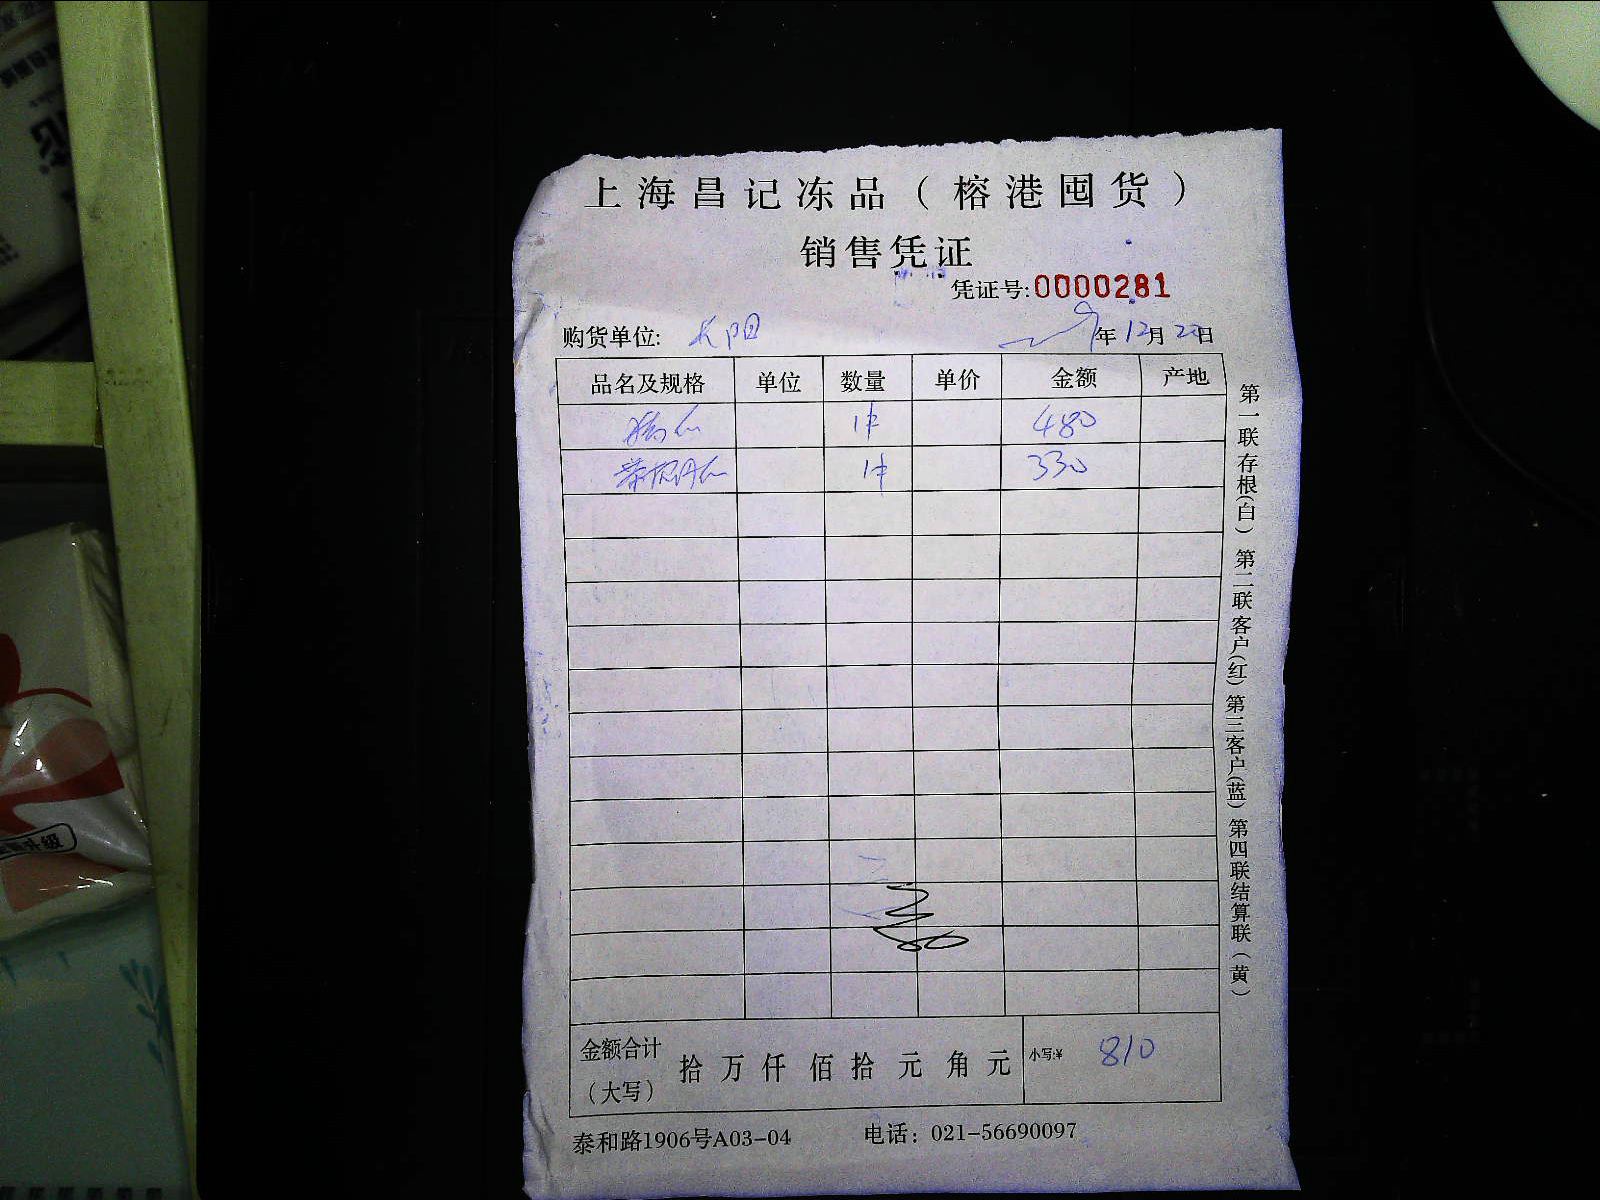 上海昌记冻品（榕港囤货）
销售凭证
凭证号:0000281
购货单位: 长阳 年12月20日
品名及规格 单位 数量 单价 金额 产地
1件 480
1件 330
金额合计（大写） 拾 万 仟 佰 拾 元 角 元 小写:¥ 810
泰和路1906号A03-04 电话：021-56690097
第一联存根(白) 第二联客户(红) 第三客户(蓝) 第四联结算联(黄)